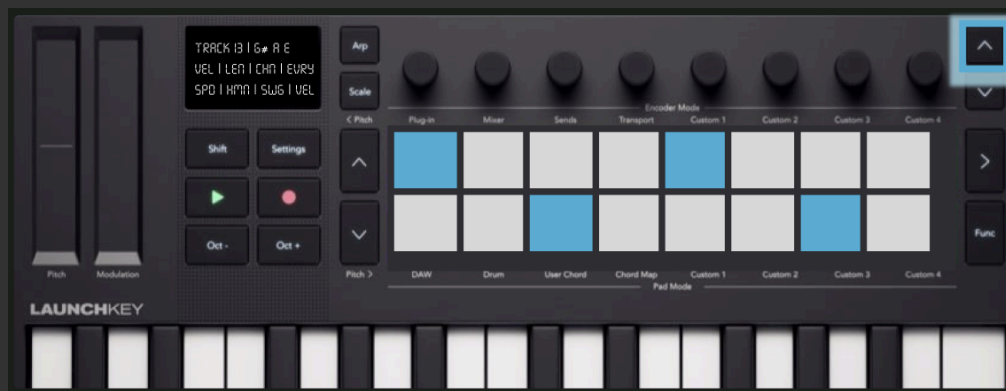 TRACK 13 | G# A E
VEL | LEN | CHN | EVRY
SPD | HMN | SWG | VEL
Arp
Scale
< Pitch
Encoder Mode
Plug-in Mixer Sends Transport Custom 1 Custom 2 Custom 3 Custom 4
Shift Settings
Oct - Oct +
Func
Pitch Modulation
Pitch >
DAW Drum User Chord Chord Map Custom 1 Custom 2 Custom 3 Custom 4
Pad Mode
LAUNCHKEY